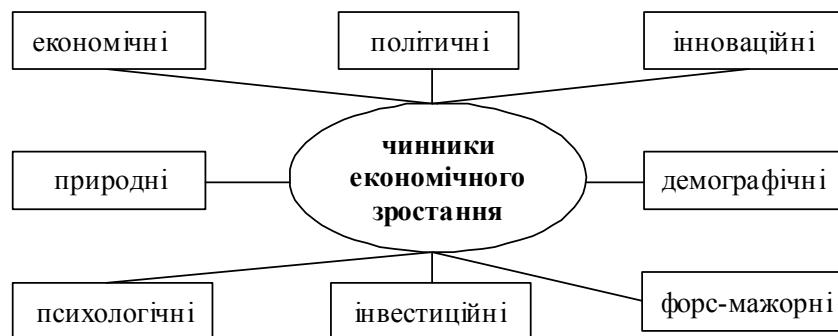 економічні
політичні
інноваційні
чинники
економічного
зростання
природні
демографічні
психологічні
інвестиційні
форс-мажорні